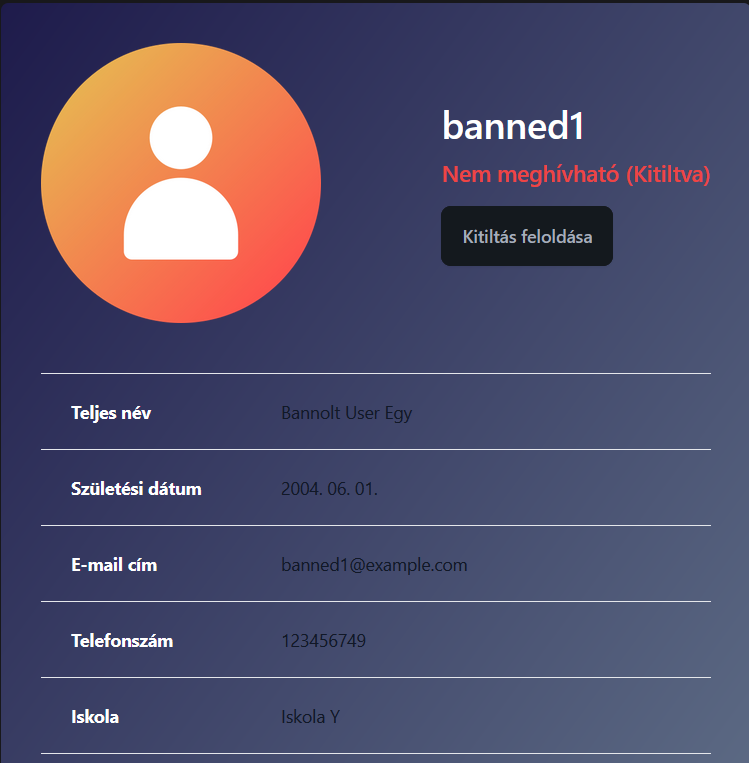 banned1
Nem meghívható (Kitiltva)
Kitiltás feloldása
Teljes név Bannolt User Egy
Születési dátum 2004. 06. 01.
E-mail cím banned1@example.com
Telefonszám 123456749
Iskola Iskola Y